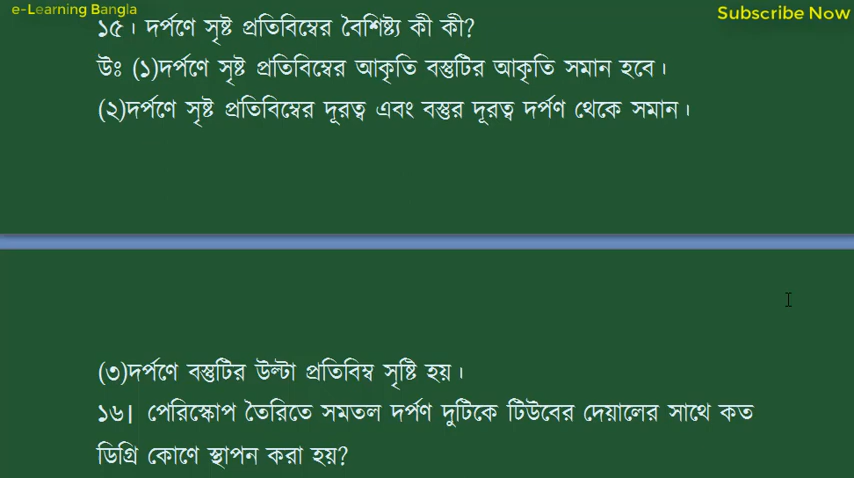 e-Learning Bangla
Subscribe Now
১৫। দর্পণে সৃষ্ট প্রতিবিম্বের বৈশিষ্ট্য কী কী?
উঃ (১)দর্পণে সৃষ্ট প্রতিবিম্বের আকৃতি বস্তুটির আকৃতি সমান হবে।
(২)দর্পণে সৃষ্ট প্রতিবিম্বের দূরত্ব এবং বস্তুর দূরত্ব দর্পণ থেকে সমান।
(৩)দর্পণে বস্তুটির উল্টা প্রতিবিম্ব সৃষ্টি হয়।
১৬| পেরিস্কোপ তৈরিতে সমতল দর্পণ দুটিকে টিউবের দেয়ালের সাথে কত
ডিগ্রি কোণে স্থাপন করা হয়?